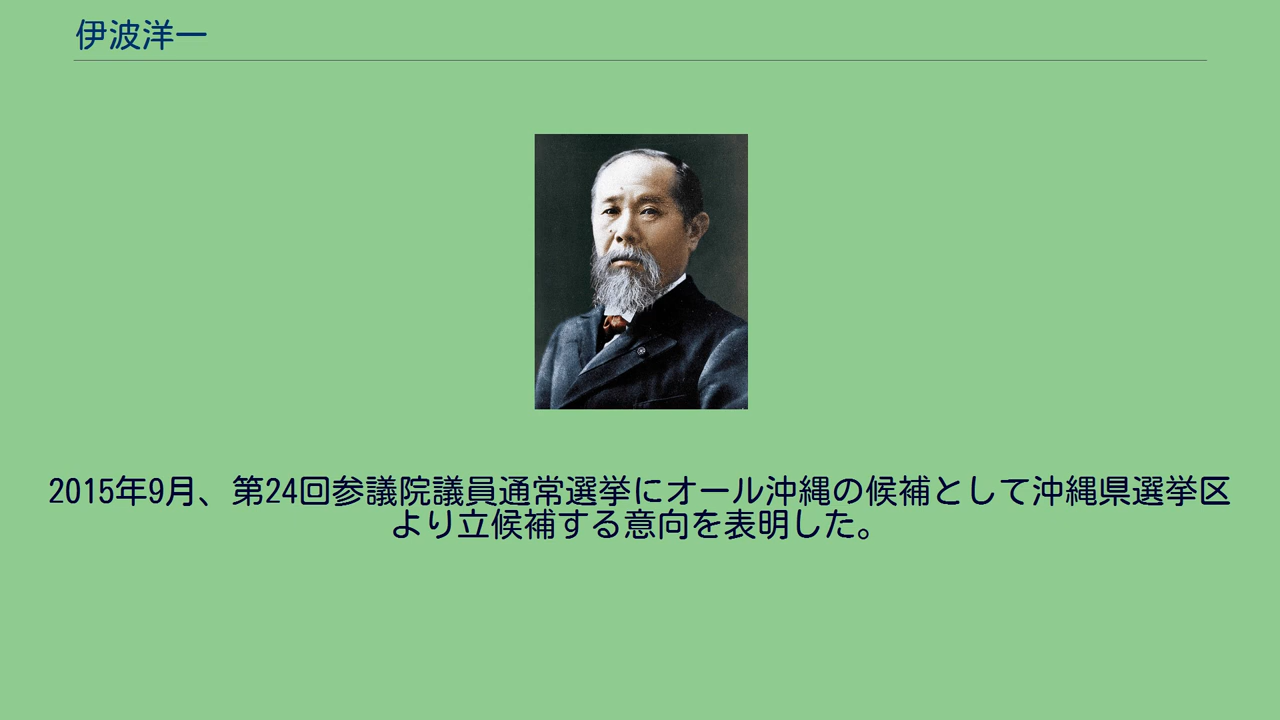 伊波洋一
2015年9月、第24回参議院議員通常選挙にオール沖縄の候補として沖縄県選挙区
より立候補する意向を表明した。